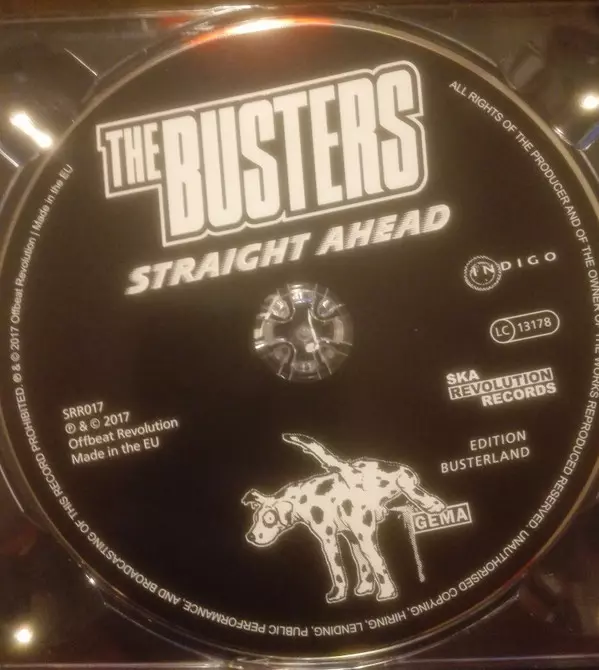 THE BUSTERS
STRAIGHT AHEAD
INDIGO
LC 13178
SKA
REVOLUTION
RECORDS
EDITION
BUSTERLAND
SRR017
℗ & © 2017
Offbeat Revolution
Made in the EU
GEMA
ALL RIGHTS OF THE PRODUCER AND OF THE OWNER OF THE WORKS REPRODUCED RESERVED. UNAUTHORISED COPYING, HIRING, LENDING, PUBLIC PERFORMANCE, AND BROADCASTING OF THIS RECORD PROHIBITED. ℗ & © 2017 Offbeat Revolution | Made in the EU